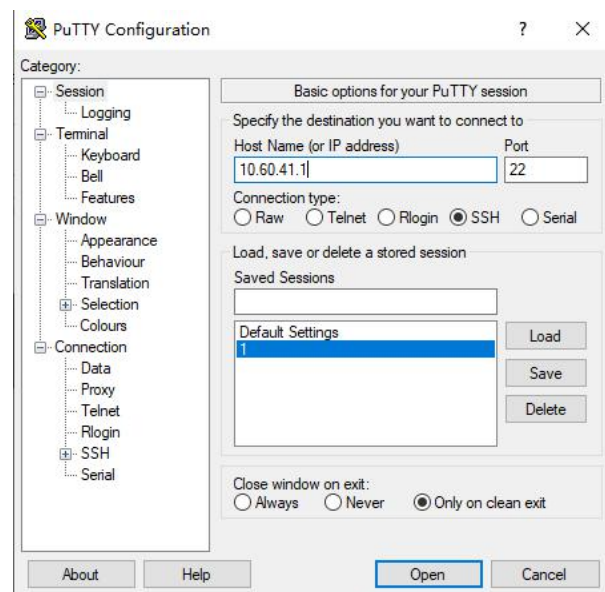 PuTTY Configuration
?
Category:
Session
Logging
Terminal
Keyboard
Bell
Features
Window
Appearance
Behaviour
Translation
Selection
Colours
Connection
Data
Proxy
Telnet
Rlogin
SSH
Serial
Basic options for your PuTTY session
Specify the destination you want to connect to
Host Name (or IP address) Port
10.60.41.1 22
Connection type:
Raw Telnet Rlogin SSH Serial
Load, save or delete a stored session
Saved Sessions
Default Settings
1
Load
Save
Delete
Close window on exit:
Always Never Only on clean exit
About Help Open Cancel